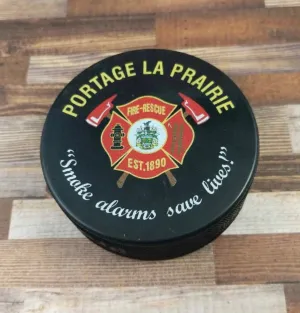 PORTAGE LA PRAIRIE
FIRE-RESCUE
EST.1890
"Smoke alarms save lives!"